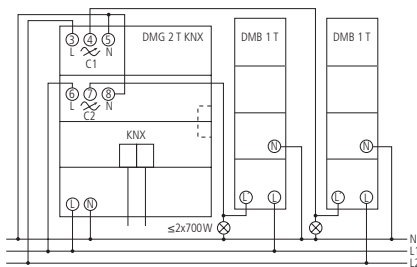 3 4 5 DMG 2 T KNX DMB 1 T DMB 1 T
L N
C1
6 7 8
L N
C2
KNX
N N
L N L' L L' L
≤2x700W
N
L1
L2